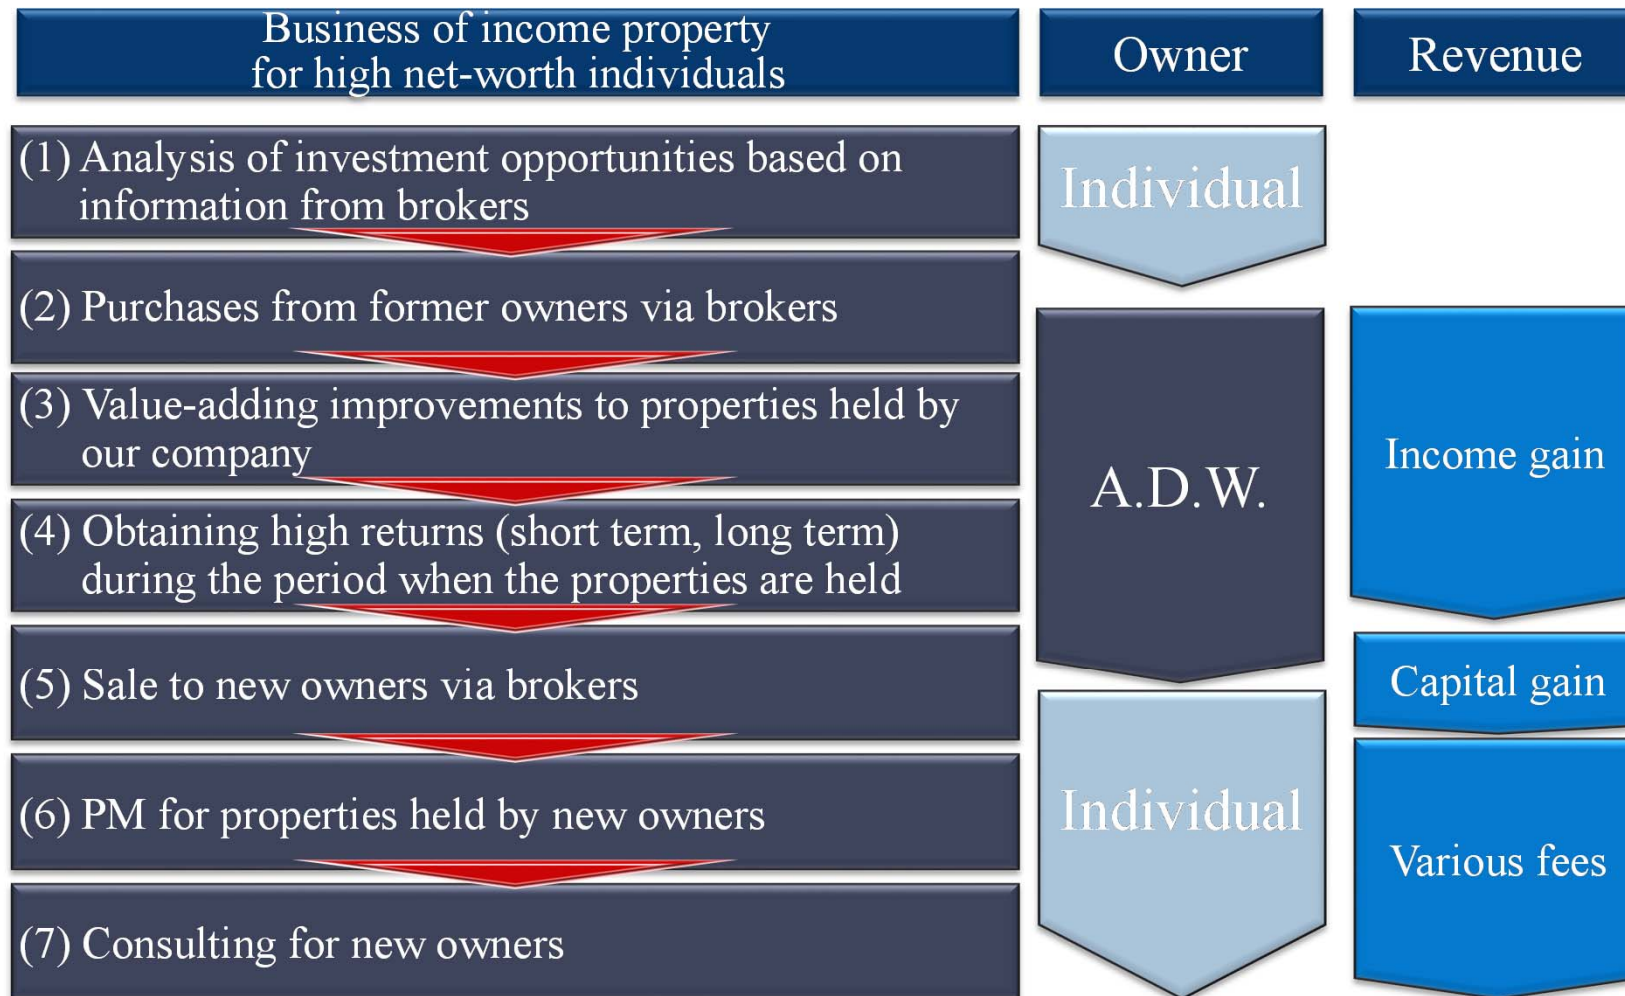 Business of income property
for high net-worth individuals
Owner
Revenue
(1) Analysis of investment opportunities based on
information from brokers
Individual
(2) Purchases from former owners via brokers
(3) Value-adding improvements to properties held by
our company
A.D.W.
Income gain
(4) Obtaining high returns (short term, long term)
during the period when the properties are held
(5) Sale to new owners via brokers
Capital gain
(6) PM for properties held by new owners
Individual
Various fees
(7) Consulting for new owners